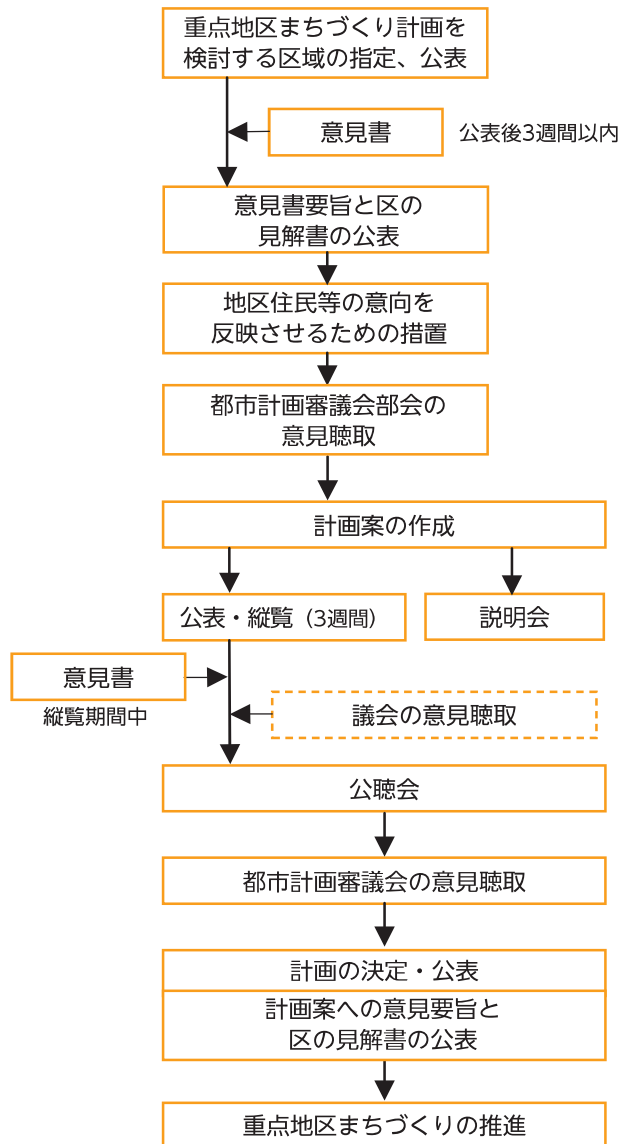 重点地区まちづくり計画を
検討する区域の指定、公表
意見書
公表後3週間以内
意見書要旨と区の
見解書の公表
地区住民等の意向を
反映させるための措置
都市計画審議会部会の
意見聴取
計画案の作成
公表・縦覧（3週間）
説明会
意見書
縦覧期間中
議会の意見聴取
公聴会
都市計画審議会の意見聴取
計画の決定・公表
計画案への意見要旨と
区の見解書の公表
重点地区まちづくりの推進